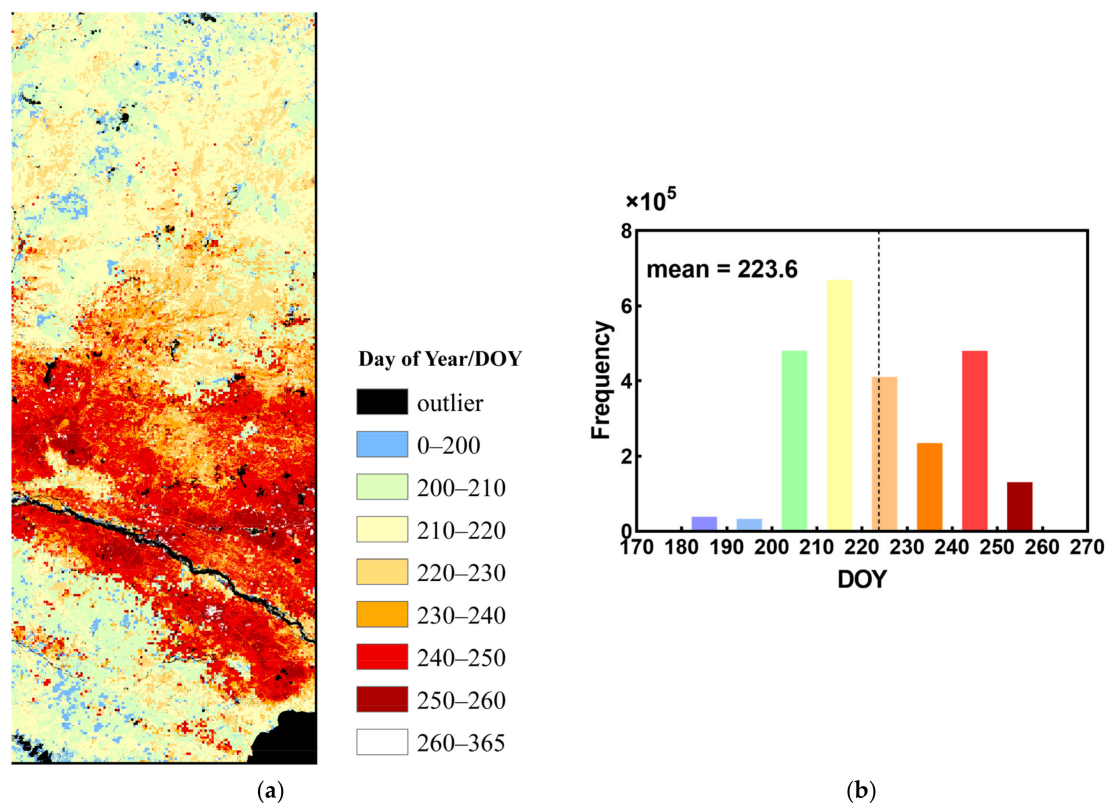 Day of Year/DOY
outlier
0–200
200–210
210–220
220–230
230–240
240–250
250–260
260–365
(a)
×10⁵
8
6
4
2
0
Frequency
mean = 223.6
170 180 190 200 210 220 230 240 250 260 270
DOY
(b)